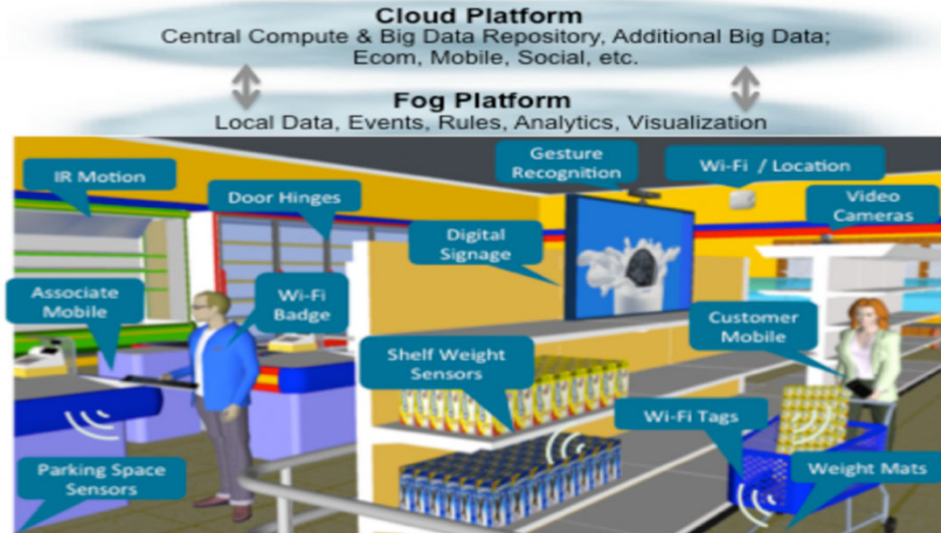 Cloud Platform
Central Compute & Big Data Repository, Additional Big Data;
Ecom, Mobile, Social, etc.
Fog Platform
Local Data, Events, Rules, Analytics, Visualization
IR Motion
Door Hinges
Gesture
Recognition
Wi-Fi / Location
Video
Cameras
Digital
Signage
Associate
Mobile
Wi-Fi
Badge
Customer
Mobile
Shelf Weight
Sensors
Wi-Fi Tags
Parking Space
Sensors
Weight Mats